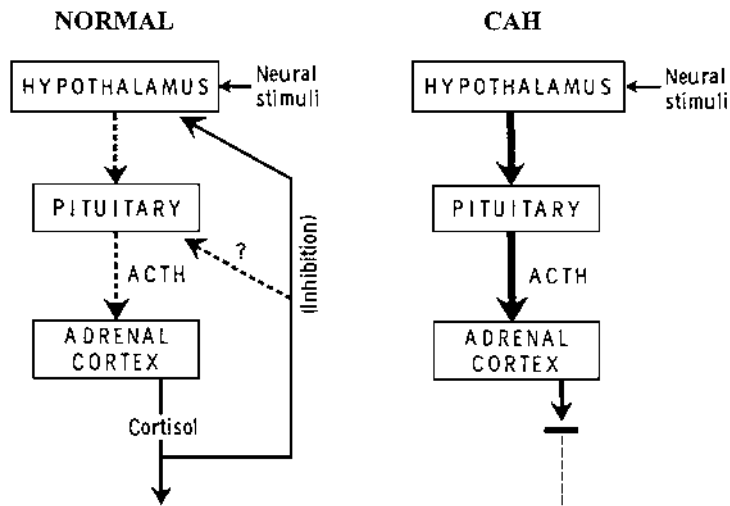 NORMAL
HYPOTHALAMUS
Neural
stimuli
PITUITARY
?
(Inhibition)
ACTH
ADRENAL
CORTEX
Cortisol
CAH
HYPOTHALAMUS
Neural
stimuli
PITUITARY
ACTH
ADRENAL
CORTEX